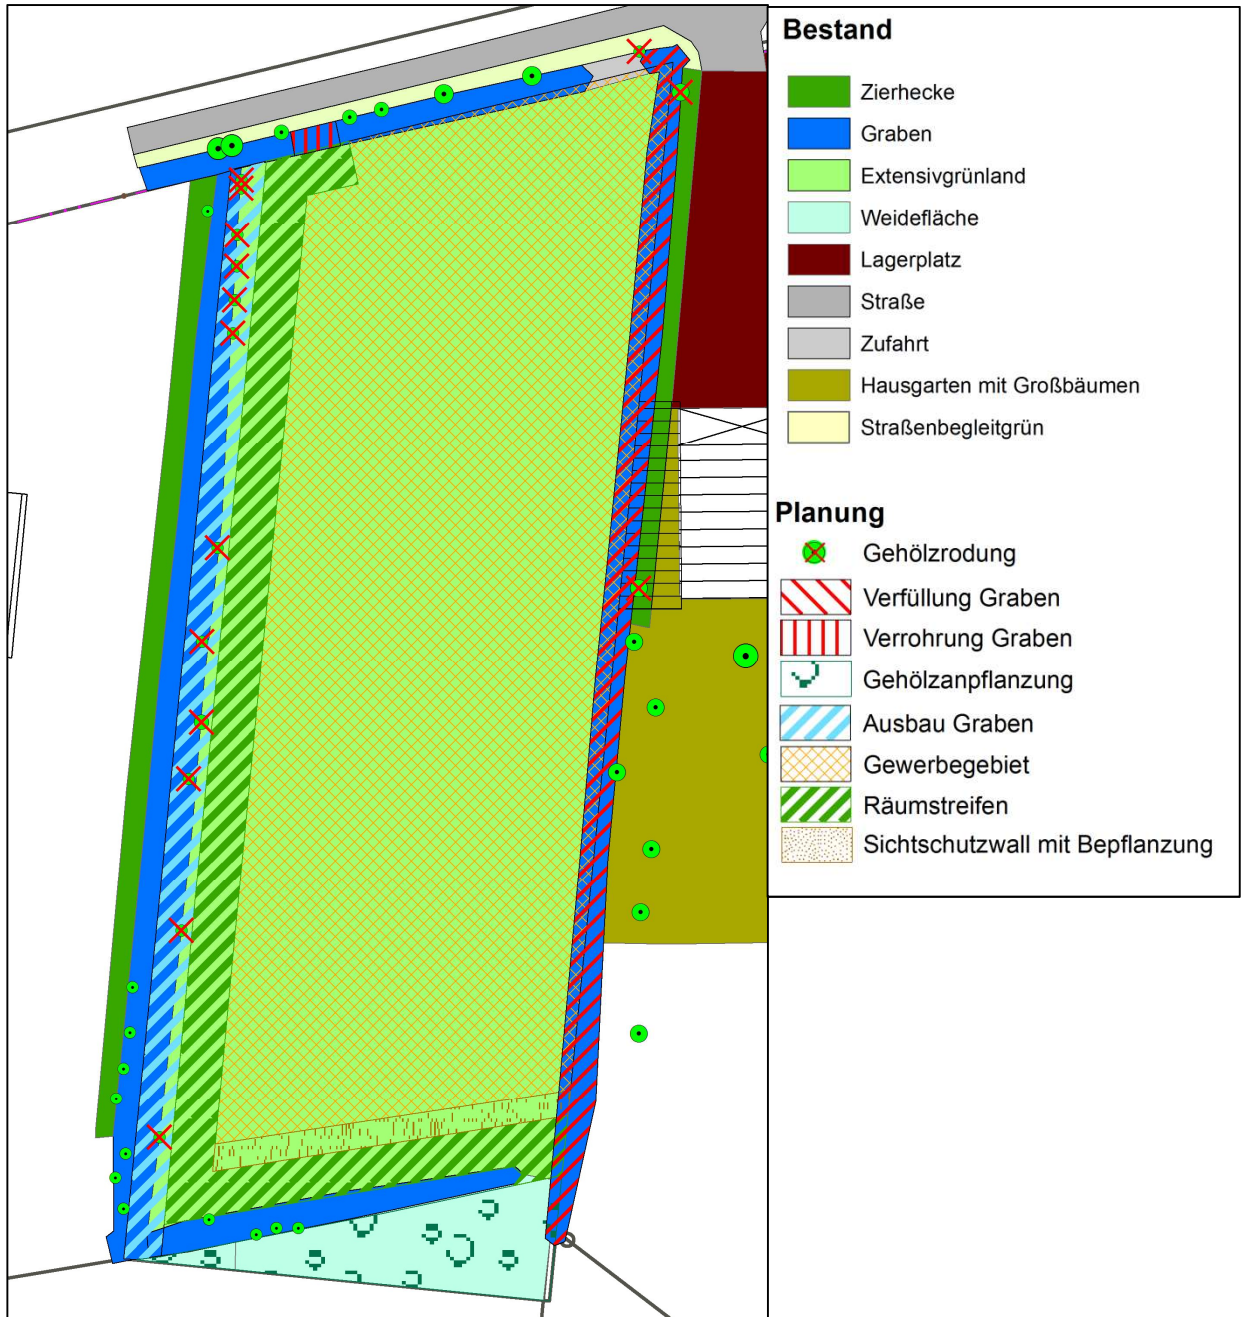 Bestand
Zierhecke
Graben
Extensivgrünland
Weidefläche
Lagerplatz
Straße
Zufahrt
Hausgarten mit Großbäumen
Straßenbegleitgrün
Planung
Gehölzrodung
Verfüllung Graben
Verrohrung Graben
Gehölzanpflanzung
Ausbau Graben
Gewerbegebiet
Räumstreifen
Sichtschutzwall mit Bepflanzung